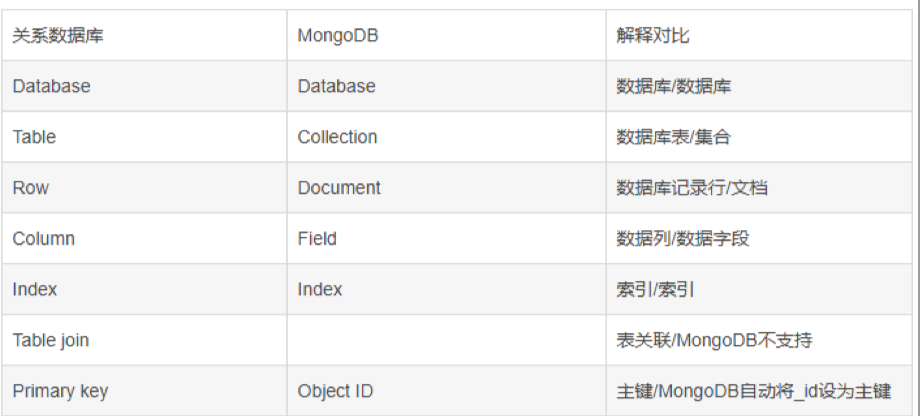 关系数据库 MongoDB 解释对比
Database Database 数据库/数据库
Table Collection 数据库表/集合
Row Document 数据库记录行/文档
Column Field 数据列/数据字段
Index Index 索引/索引
Table join 表关联/MongoDB不支持
Primary key Object ID 主键/MongoDB自动将_id设为主键